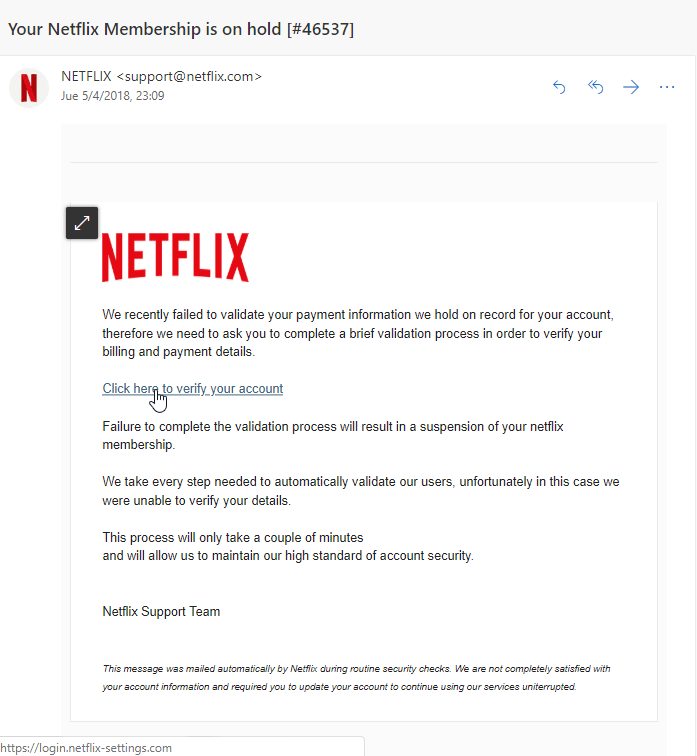 Your Netflix Membership is on hold [#46537]
N
NETFLIX <support@netflix.com>
Jue 5/4/2018, 23:09
NETFLIX
We recently failed to validate your payment information we hold on record for your account,
therefore we need to ask you to complete a brief validation process in order to verify your
billing and payment details.
Click here to verify your account
Failure to complete the validation process will result in a suspension of your netflix
membership.
We take every step needed to automatically validate our users, unfortunately in this case we
were unable to verify your details.
This process will only take a couple of minutes
and will allow us to maintain our high standard of account security.
Netflix Support Team
This message was mailed automatically by Netflix during routine security checks. We are not completely satisfied with
your account information and required you to update your account to continue using our services uniterrupted.
https://login.netflix-settings.com